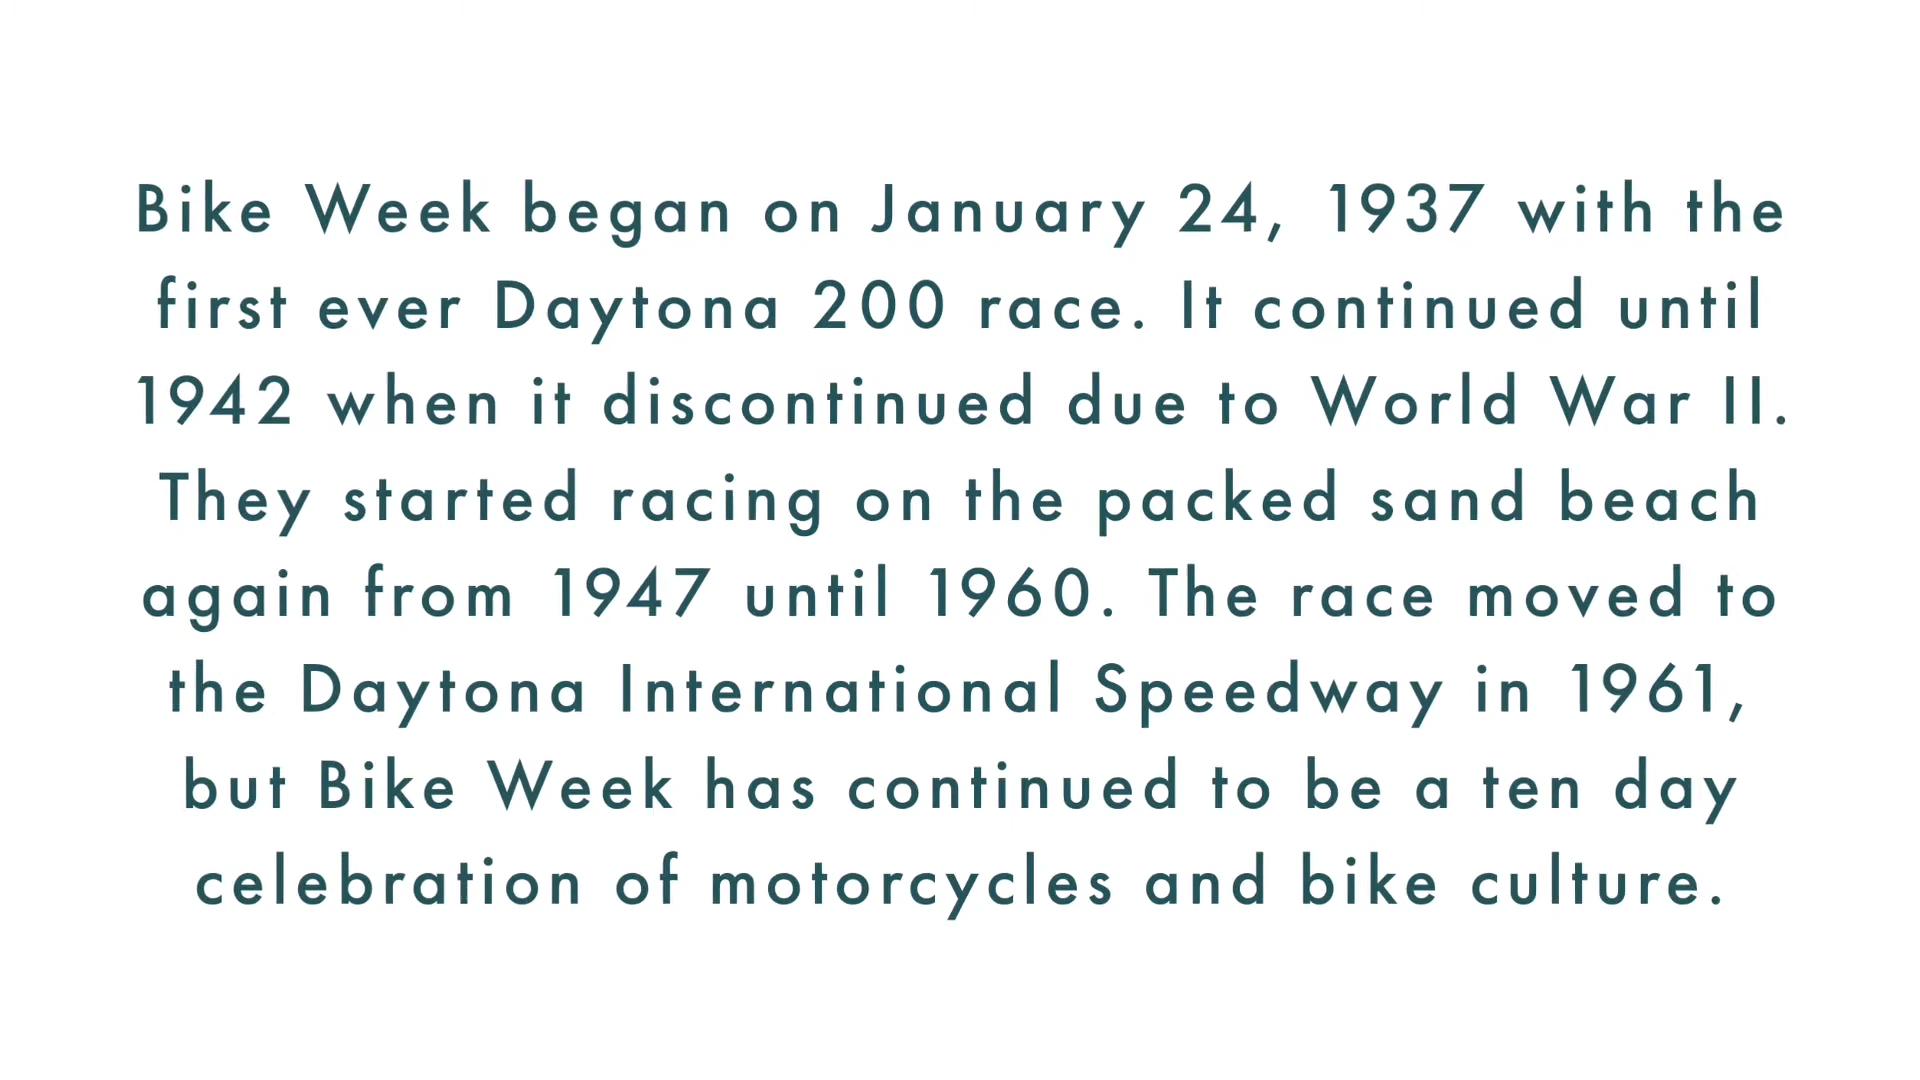 Bike Week began on January 24, 1937 with the
first ever Daytona 200 race. It continued until
1942 when it discontinued due to World War II.
They started racing on the packed sand beach
again from 1947 until 1960. The race moved to
the Daytona International Speedway in 1961,
but Bike Week has continued to be a ten day
celebration of motorcycles and bike culture.